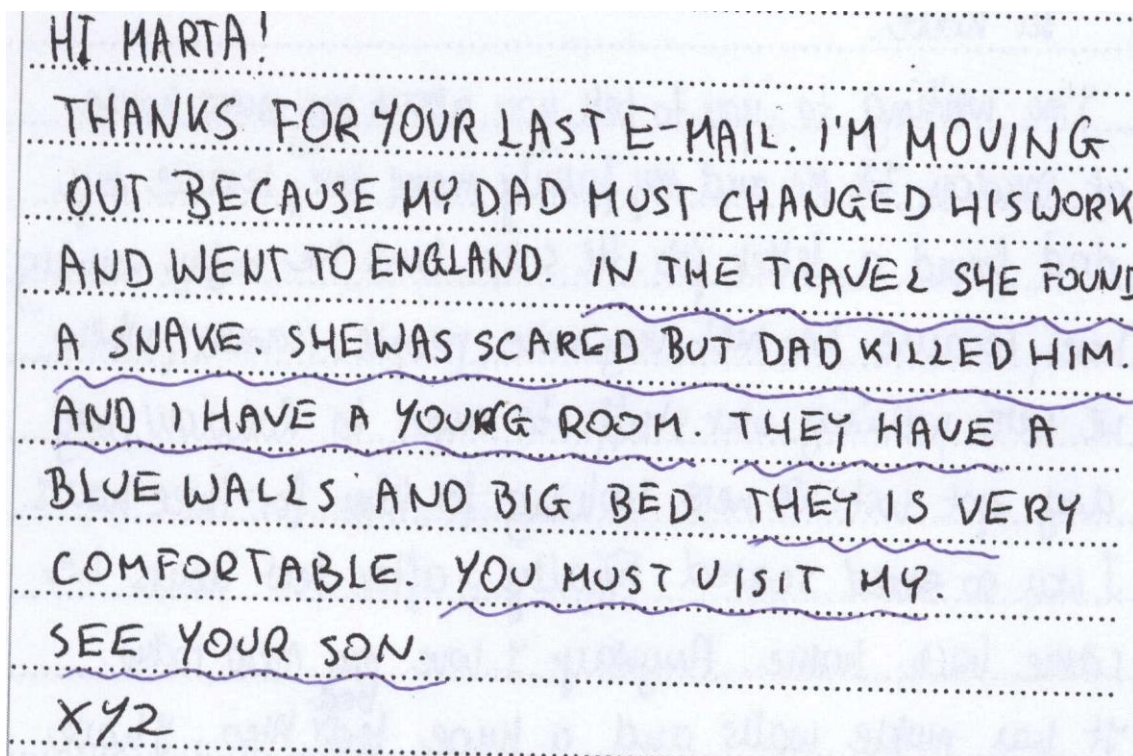 HI MARTA!
THANKS FOR YOUR LAST E-MAIL. I'M MOVING
OUT BECAUSE MY DAD MUST CHANGED HIS WORK
AND WENT TO ENGLAND. IN THE TRAVEL SHE FOUND
A SNAKE. SHE WAS SCARED BUT DAD KILLED HIM.
AND I HAVE A YOUNG ROOM. THEY HAVE A
BLUE WALLS AND BIG BED. THEY IS VERY
COMFORTABLE. YOU MUST VISIT MY.
SEE YOUR SON.
XYZ